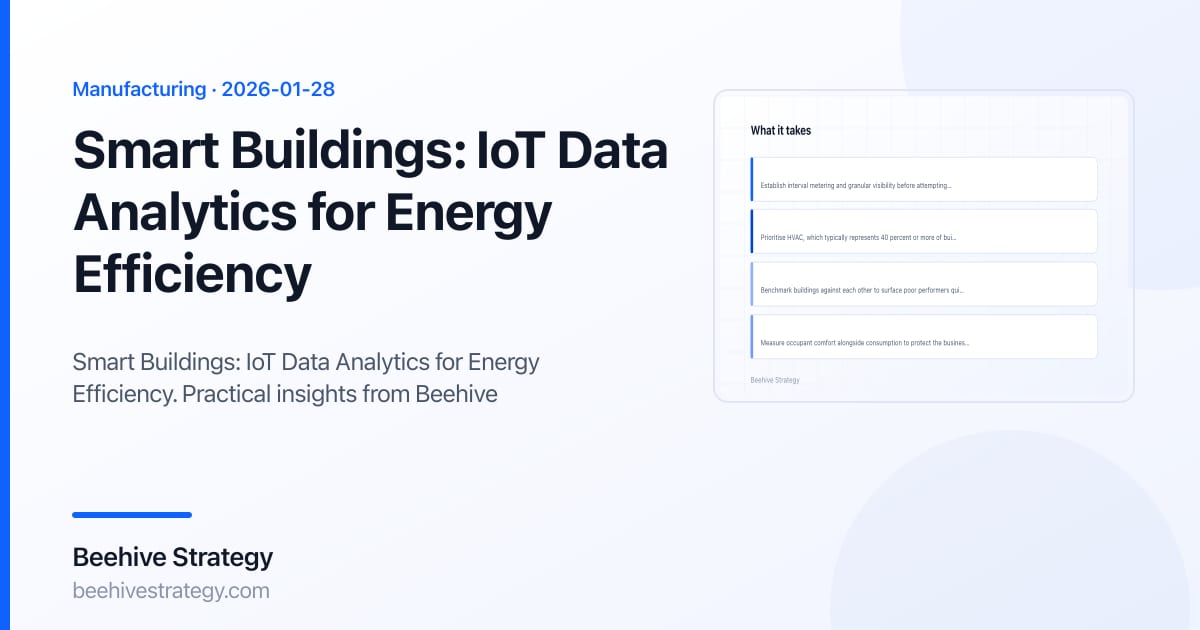 Manufacturing · 2026-01-28
Smart Buildings: IoT Data
Analytics for Energy
Efficiency
Smart Buildings: IoT Data Analytics for Energy
Efficiency. Practical insights from Beehive
Beehive Strategy
beehivestrategy.com
What it takes
Establish interval metering and granular visibility before attempting...
Prioritise HVAC, which typically represents 40 percent or more of bui...
Benchmark buildings against each other to surface poor performers qui...
Measure occupant comfort alongside consumption to protect the busines...
Beehive Strategy